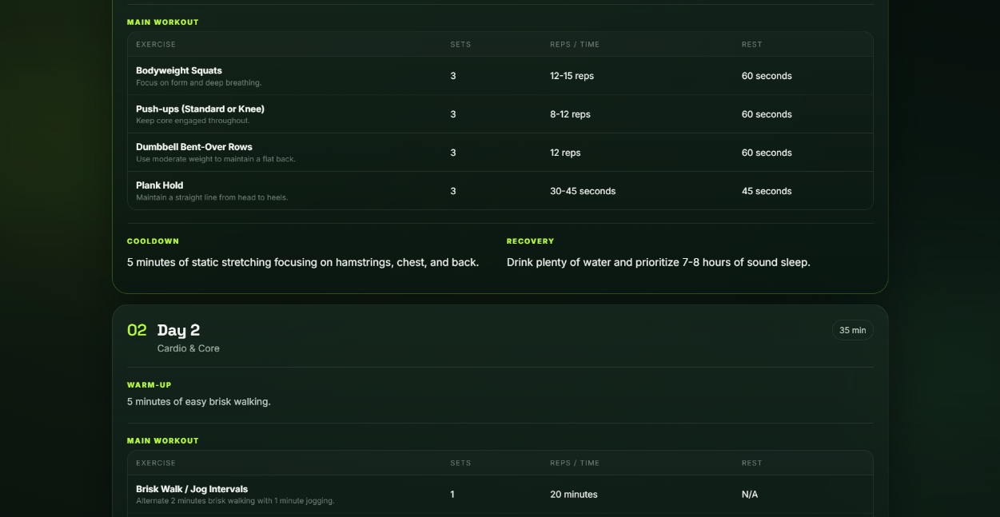 MAIN WORKOUT
EXERCISE SETS REPS / TIME REST
Bodyweight Squats
Focus on form and deep breathing.
3 12-15 reps 60 seconds
Push-ups (Standard or Knee)
Keep core engaged throughout.
3 8-12 reps 60 seconds
Dumbbell Bent-Over Rows
Use moderate weight to maintain a flat back.
3 12 reps 60 seconds
Plank Hold
Maintain a straight line from head to heels.
3 30-45 seconds 45 seconds
COOLDOWN
5 minutes of static stretching focusing on hamstrings, chest, and back.
RECOVERY
Drink plenty of water and prioritize 7-8 hours of sound sleep.
02 Day 2
Cardio & Core
35 min
WARM-UP
5 minutes of easy brisk walking.
MAIN WORKOUT
EXERCISE SETS REPS / TIME REST
Brisk Walk / Jog Intervals
Alternate 2 minutes brisk walking with 1 minute jogging.
1 20 minutes N/A